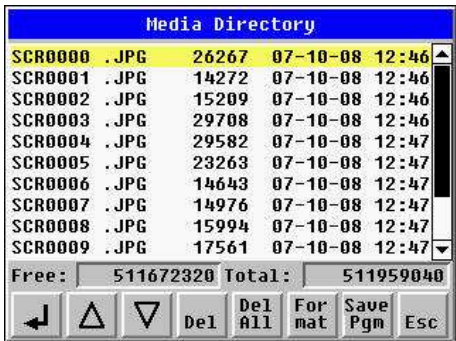 Media Directory
SCR0000 .JPG 26267 07-10-08 12:46
SCR0001 .JPG 14272 07-10-08 12:46
SCR0002 .JPG 15209 07-10-08 12:46
SCR0003 .JPG 29708 07-10-08 12:46
SCR0004 .JPG 29582 07-10-08 12:47
SCR0005 .JPG 23263 07-10-08 12:47
SCR0006 .JPG 14643 07-10-08 12:47
SCR0007 .JPG 14976 07-10-08 12:47
SCR0008 .JPG 15994 07-10-08 12:47
SCR0009 .JPG 17561 07-10-08 12:47
Free: 511672320 Total: 511959040
Del Del All For mat Save Pgm Esc